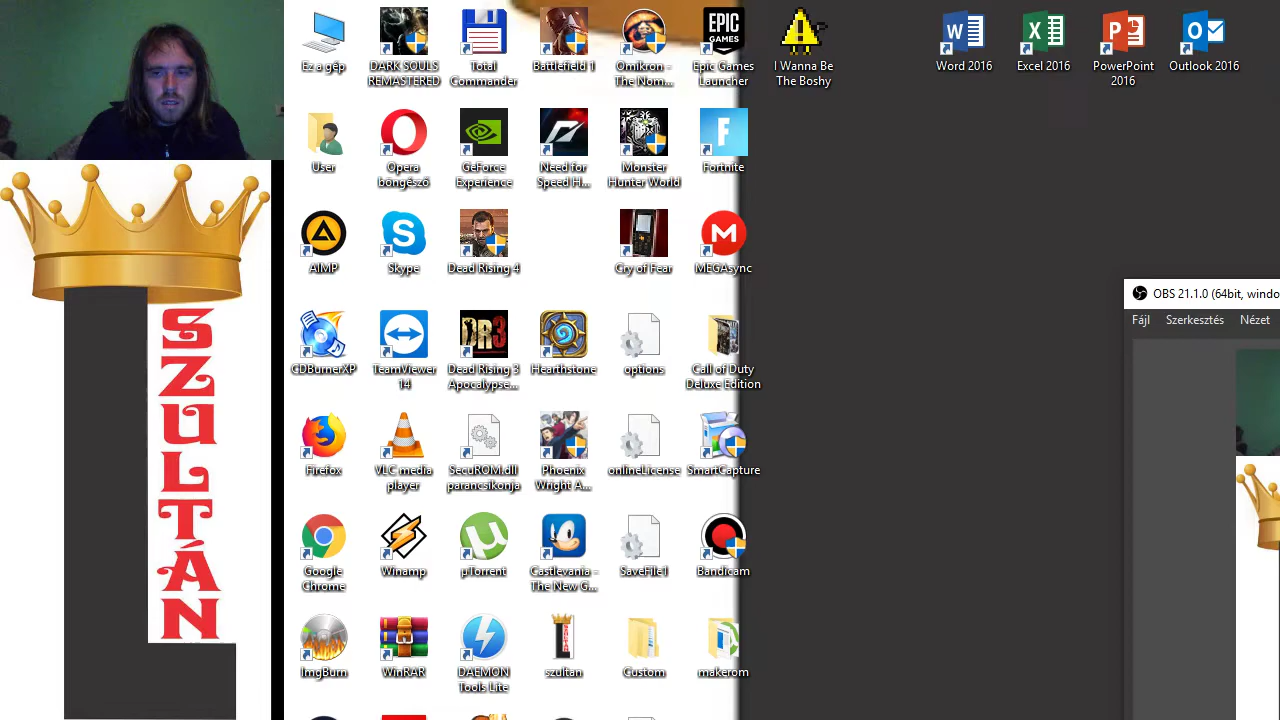 Ez a gép
DARK SOULS
REMASTERED
Total
Commander
Battlefield 1
Omikron -
The Nom...
EPIC
GAMES
Epic Games
Launcher
I Wanna Be
The Boshy
Word 2016
Excel 2016
PowerPoint
2016
Outlook 2016
User
Opera
böngésző
GeForce
Experience
Need for
Speed H...
Monster
Hunter World
Fortnite
AIMP
Skype
Dead Rising 4
Cry of Fear
MEGAsync
OBS 21.1.0 (64bit, windo
Fájl
Szerkesztés
Nézet
SZULTÁN
CDBurnerXP
TeamViewer
14
DR3
Dead Rising 3
Apocalypse...
Hearthstone
options
Call of Duty
Deluxe Edition
Firefox
VLC media
player
SecuROM.dll
parancsikonja
Phoenix
Wright A...
onlineLicense
SmartCapture
Google
Chrome
Winamp
µTorrent
Castlevania -
The New G...
SaveFile1
Bandicam
ImgBurn
WinRAR
DAEMON
Tools Lite
szultan
Custom
makerom